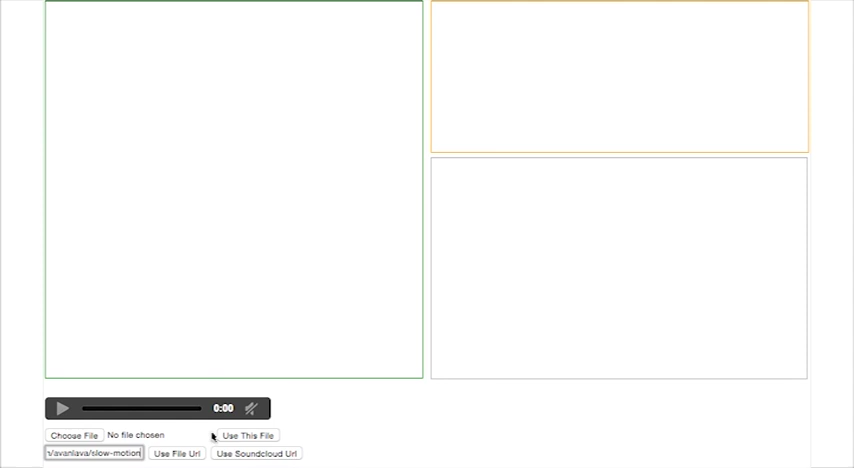 0:00
Choose File No file chosen Use This File
/avanlava/slow-motion Use File Url Use Soundcloud Url